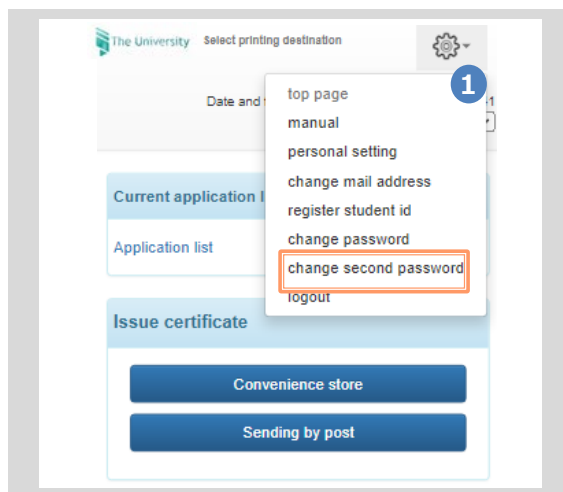 The University Select printing destination
1
Date and
top page
manual
personal setting
change mail address
register student id
change password
change second password
logout
Current application
Application list
Issue certificate
Convenience store
Sending by post